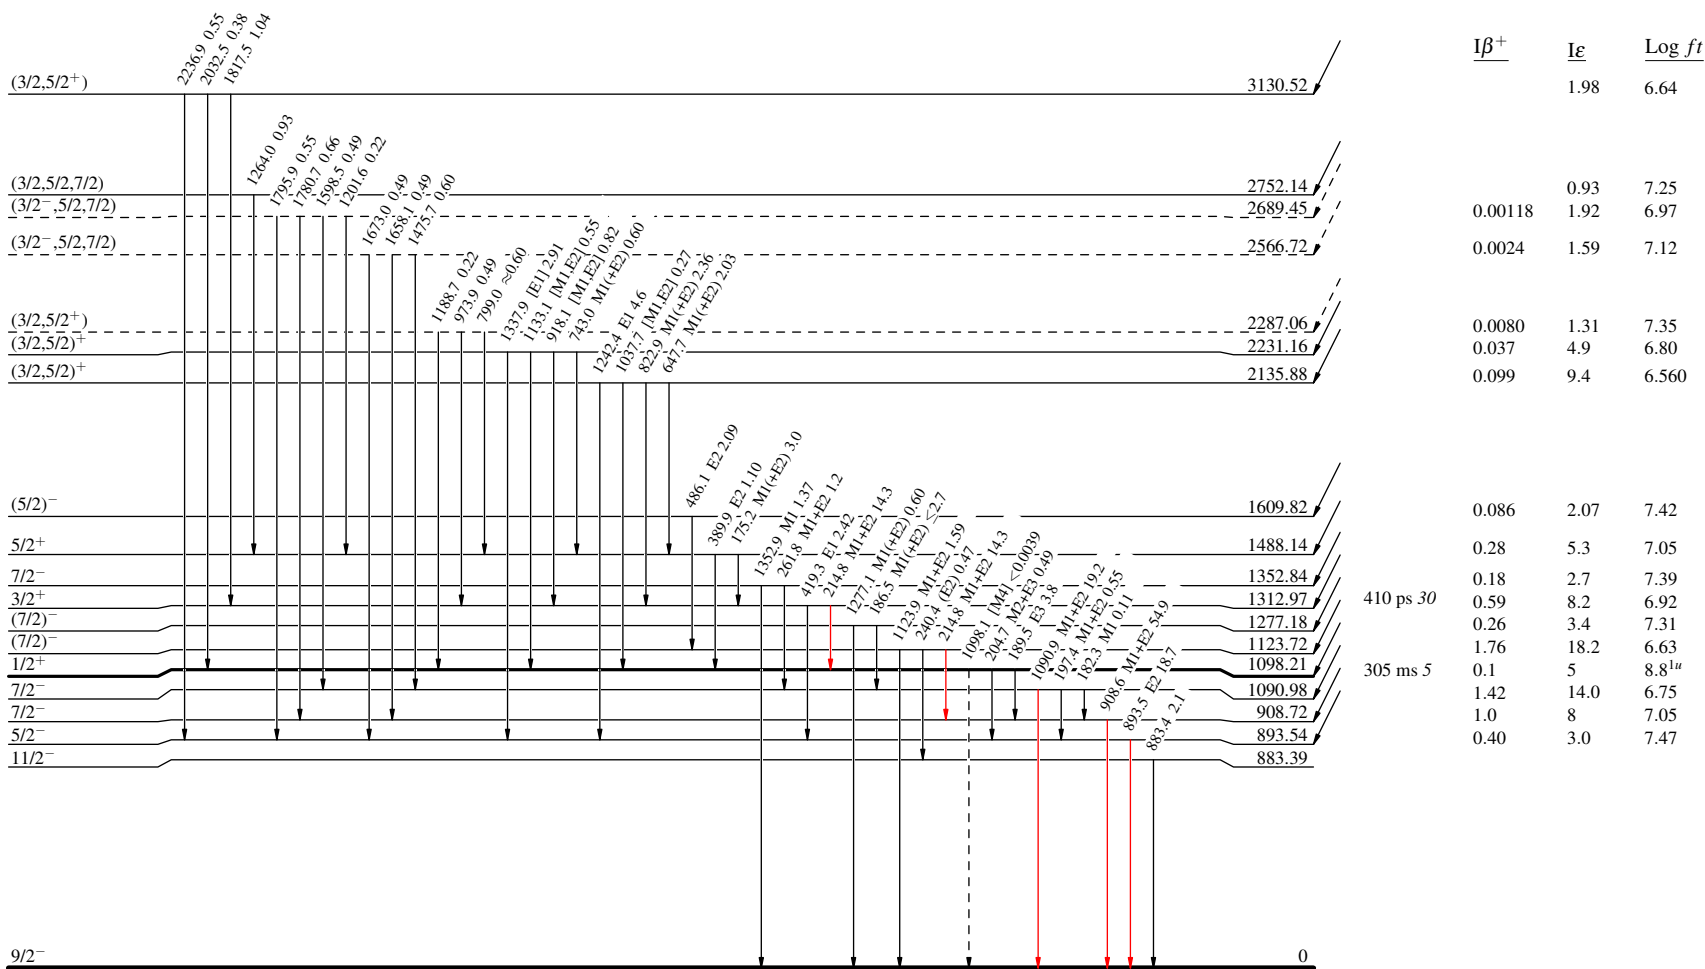 Iβ+ Iε Log ft
2236.9 0.55
2032.5 0.38
1817.5 1.04
(3/2,5/2+) 3130.52 1.98 6.64
1264.0 0.93
1795.9 0.55
1780.7 0.66
1598.5 0.49
1201.6 0.22
(3/2,5/2,7/2) 2752.14 0.93 7.25
(3/2−,5/2,7/2) 2689.45 0.00118 1.92 6.97
1673.0 0.49
1658.1 0.49
1475.7 0.60
(3/2−,5/2,7/2) 2566.72 0.0024 1.59 7.12
1188.7 0.22
973.9 0.49
799.0 ≈0.60
1337.9 [E1] 2.91
1133.1 [M1,E2] 0.55
918.1 [M1,E2] 0.82
743.0 M1(+E2) 0.60
1242.4 E1 4.6
1037.7 [M1,E2] 0.27
822.9 M1(+E2) 2.36
647.7 M1(+E2) 2.03
(3/2,5/2+) 2287.06 0.0080 1.31 7.35
(3/2,5/2)+ 2231.16 0.037 4.9 6.80
(3/2,5/2)+ 2135.88 0.099 9.4 6.560
486.1 E2 2.09
389.9 E2 1.10
175.2 M1(+E2) 3.0
(5/2)− 1609.82 0.086 2.07 7.42
1352.9 M1 1.37
261.8 M1+E2 1.2
419.3 E1 2.42
214.8 M1+E2 14.3
1277.1 M1(+E2) 0.60
186.5 M1(+E2) ≤2.7
5/2+ 1488.14 0.28 5.3 7.05
1123.9 M1+E2 1.59
240.4 (E2) 0.47
214.8 M1+E2 14.3
7/2− 1352.84 0.18 2.7 7.39
3/2+ 1312.97 410 ps 30 0.59 8.2 6.92
1098.1 [M4] <0.0039
204.7 M2+E3 0.49
189.5 E3 3.8
1090.9 M1+E2 19.2
197.4 M1+E2 0.55
182.3 M1 0.11
(7/2)− 1277.18 0.26 3.4 7.31
(7/2)− 1123.72 1.76 18.2 6.63
1/2+ 1098.21 305 ms 5 0.1 5 8.8 1u
908.6 M1+E2 54.9
893.5 E2 18.7
883.4 2.1
7/2− 1090.98 1.42 14.0 6.75
7/2− 908.72 1.0 8 7.05
5/2− 893.54 0.40 3.0 7.47
11/2− 883.39
9/2− 0